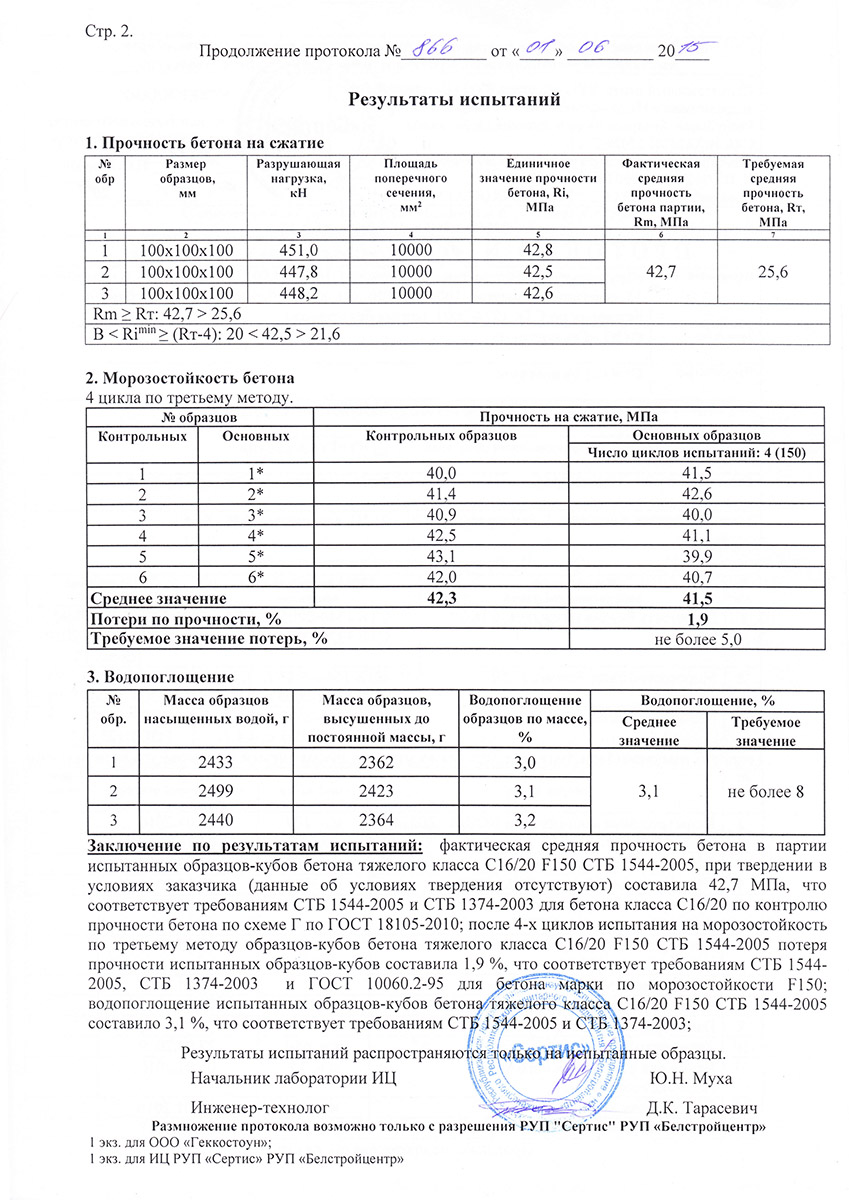 Стр. 2.
Продолжение протокола № 866 от «01» 06 2015
Результаты испытаний
1. Прочность бетона на сжатие
№ обр Размер образцов, мм Разрушающая нагрузка, кН Площадь поперечного сечения, мм² Единичное значение прочности бетона, Ri, МПа Фактическая средняя прочность бетона партии, Rm, МПа Требуемая средняя прочность бетона, Rт, МПа
1 2 3 4 5 6 7
1 100x100x100 451,0 10000 42,8
2 100x100x100 447,8 10000 42,5 42,7 25,6
3 100x100x100 448,2 10000 42,6
Rm ≥ Rт: 42,7 > 25,6
B < Ri^min ≥ (Rт-4): 20 < 42,5 > 21,6
2. Морозостойкость бетона
4 цикла по третьему методу.
№ образцов Прочность на сжатие, МПа
Контрольных Основных Контрольных образцов Основных образцов
Число циклов испытаний: 4 (150)
1 1* 40,0 41,5
2 2* 41,4 42,6
3 3* 40,9 40,0
4 4* 42,5 41,1
5 5* 43,1 39,9
6 6* 42,0 40,7
Среднее значение 42,3 41,5
Потери по прочности, % 1,9
Требуемое значение потерь, % не более 5,0
3. Водопоглощение
№ обр. Масса образцов насыщенных водой, г Масса образцов, высушенных до постоянной массы, г Водопоглощение образцов по массе, % Водопоглощение, %
Среднее значение Требуемое значение
1 2433 2362 3,0
2 2499 2423 3,1 3,1 не более 8
3 2440 2364 3,2
Заключение по результатам испытаний: фактическая средняя прочность бетона в партии
испытанных образцов-кубов бетона тяжелого класса С16/20 F150 СТБ 1544-2005, при твердении в
условиях заказчика (данные об условиях твердения отсутствуют) составила 42,7 МПа, что
соответствует требованиям СТБ 1544-2005 и СТБ 1374-2003 для бетона класса С16/20 по контролю
прочности бетона по схеме Г по ГОСТ 18105-2010; после 4-х циклов испытания на морозостойкость
по третьему методу образцов-кубов бетона тяжелого класса С16/20 F150 СТБ 1544-2005 потеря
прочности испытанных образцов-кубов составила 1,9 %, что соответствует требованиям СТБ 1544-
2005, СТБ 1374-2003 и ГОСТ 10060.2-95 для бетона марки по морозостойкости F150;
водопоглощение испытанных образцов-кубов бетона тяжелого класса С16/20 F150 СТБ 1544-2005
составило 3,1 %, что соответствует требованиям СТБ 1544-2005 и СТБ 1374-2003;
«Сертис»
Результаты испытаний распространяются только на испытанные образцы.
Начальник лаборатории ИЦ Ю.Н. Муха
Инженер-технолог Д.К. Тарасевич
Размножение протокола возможно только с разрешения РУП "Сертис" РУП «Белстройцентр»
1 экз. для ООО «Геккостоун»;
1 экз. для ИЦ РУП «Сертис» РУП «Белстройцентр»